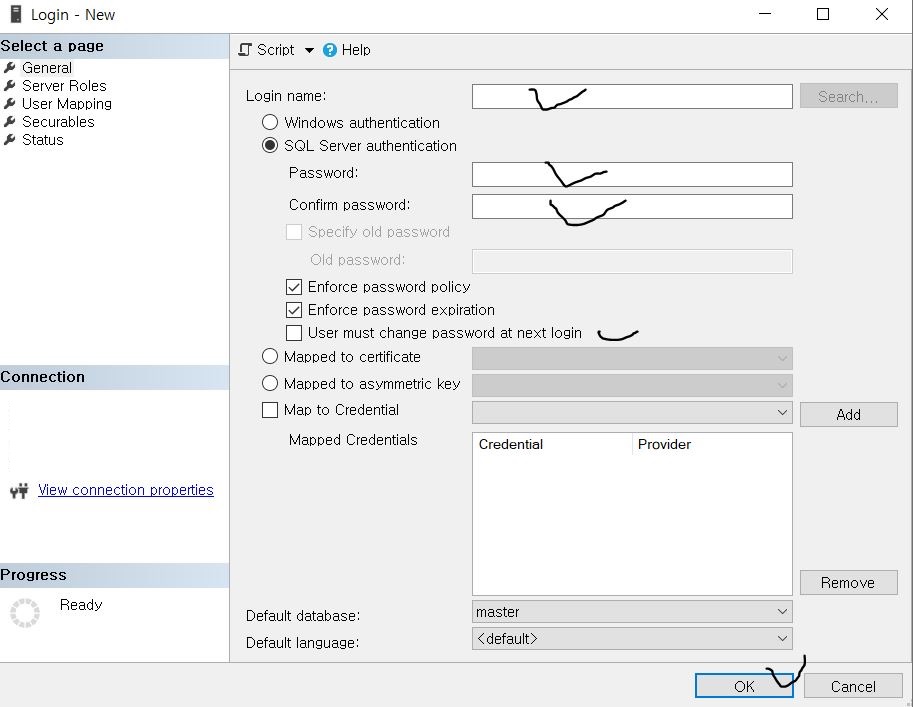 Login - New
Select a page
General
Server Roles
User Mapping
Securables
Status
Connection
View connection properties
Progress
Ready
Script Help
Login name: Search...
Windows authentication
SQL Server authentication
Password:
Confirm password:
Specify old password
Old password:
Enforce password policy
Enforce password expiration
User must change password at next login
Mapped to certificate
Mapped to asymmetric key
Map to Credential Add
Mapped Credentials Credential Provider
Remove
Default database: master
Default language: <default>
OK Cancel